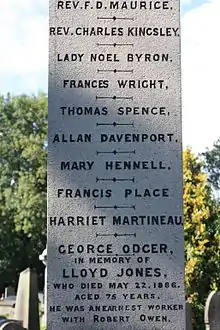 REV. F. D. MAURICE,
REV. CHARLES KINGSLEY,
LADY NOEL BYRON,
FRANCES WRIGHT,
THOMAS SPENCE,
ALLAN DAVENPORT,
MARY HENNELL,
FRANCIS PLACE
HARRIET MARTINEAU
GEORGE ODGER,
IN MEMORY OF
LLOYD JONES,
WHO DIED MAY 22, 1886.
AGED 75 YEARS.
HE WAS AN EARNEST WORKER
WITH ROBERT OWEN.